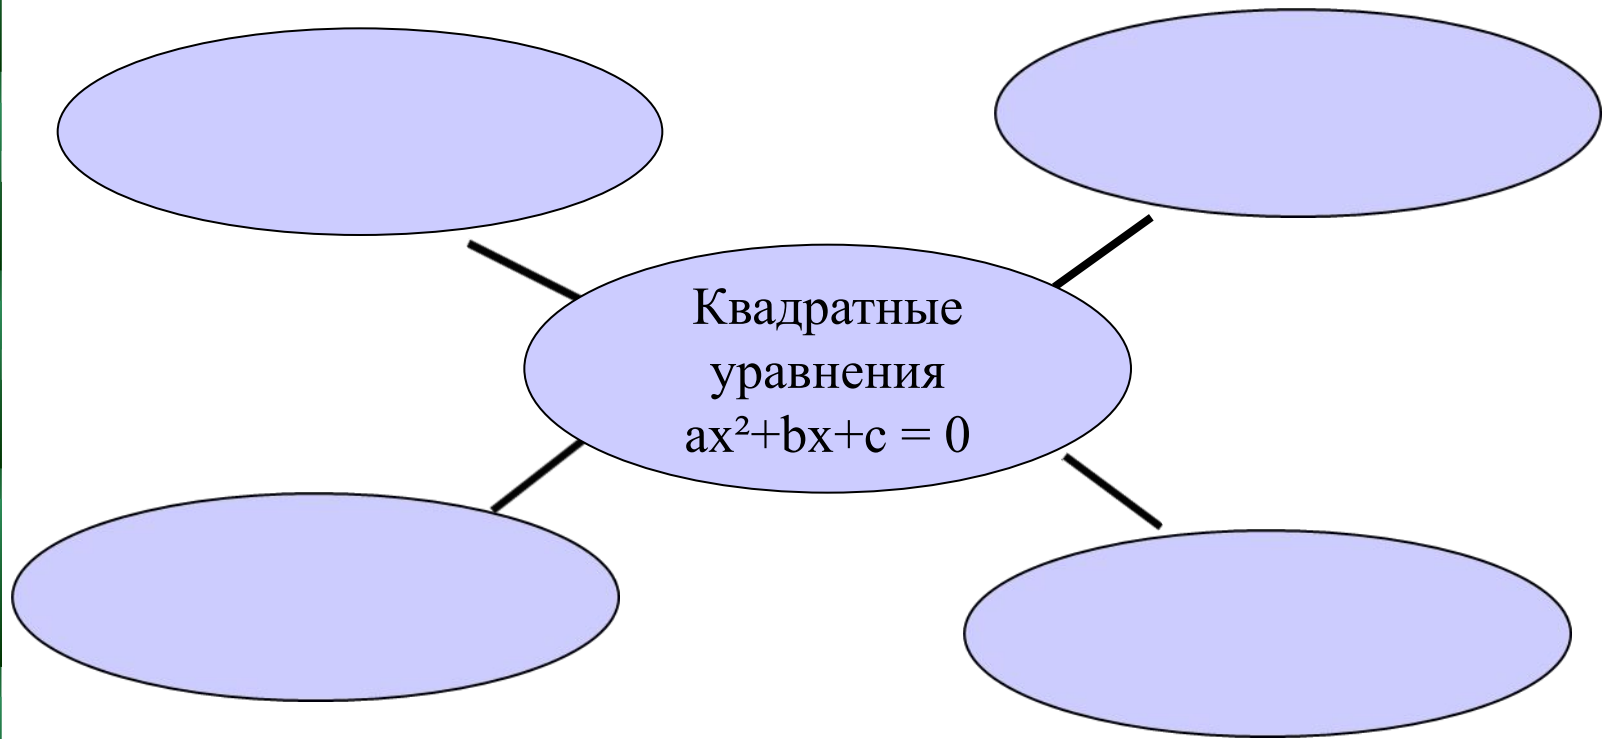 Квадратные
уравнения
ax²+bx+c = 0